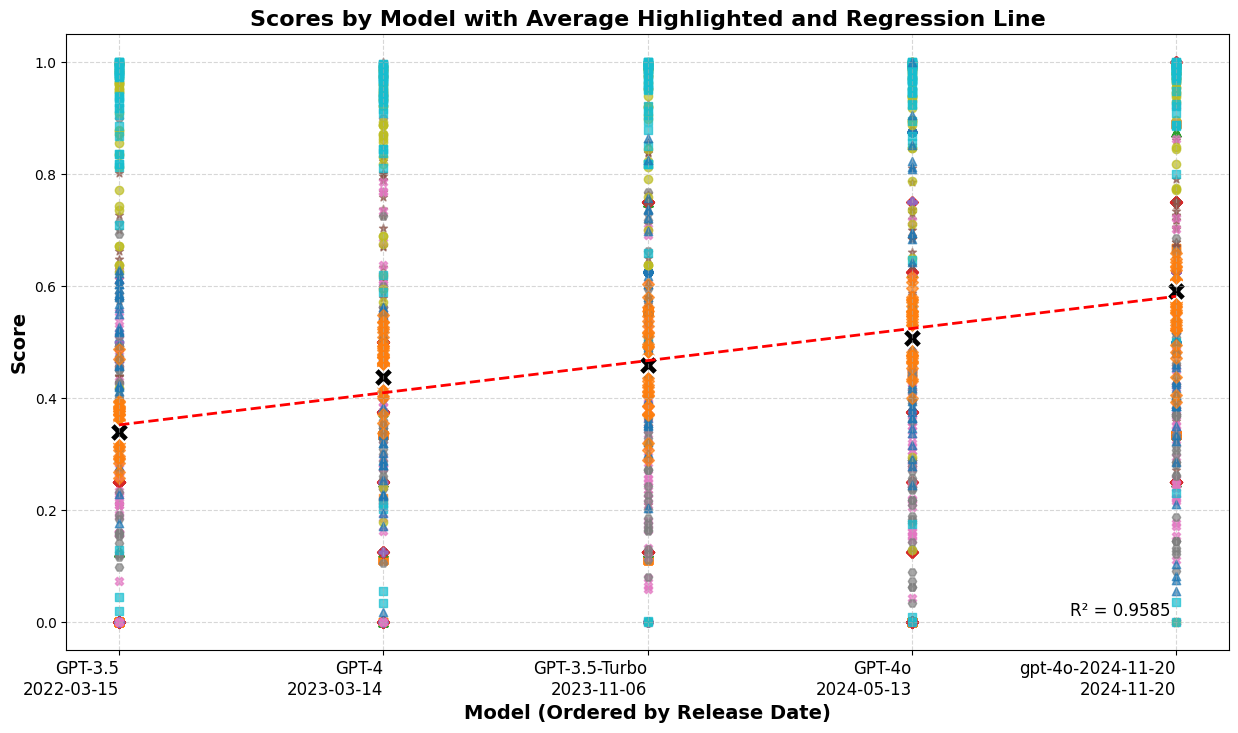 Scores by Model with Average Highlighted and Regression Line
Score
1.0
0.8
0.6
0.4
0.2
0.0
R² = 0.9585
GPT-3.5
2022-03-15
GPT-4
2023-03-14
GPT-3.5-Turbo
2023-11-06
GPT-4o
2024-05-13
gpt-4o-2024-11-20
2024-11-20
Model (Ordered by Release Date)